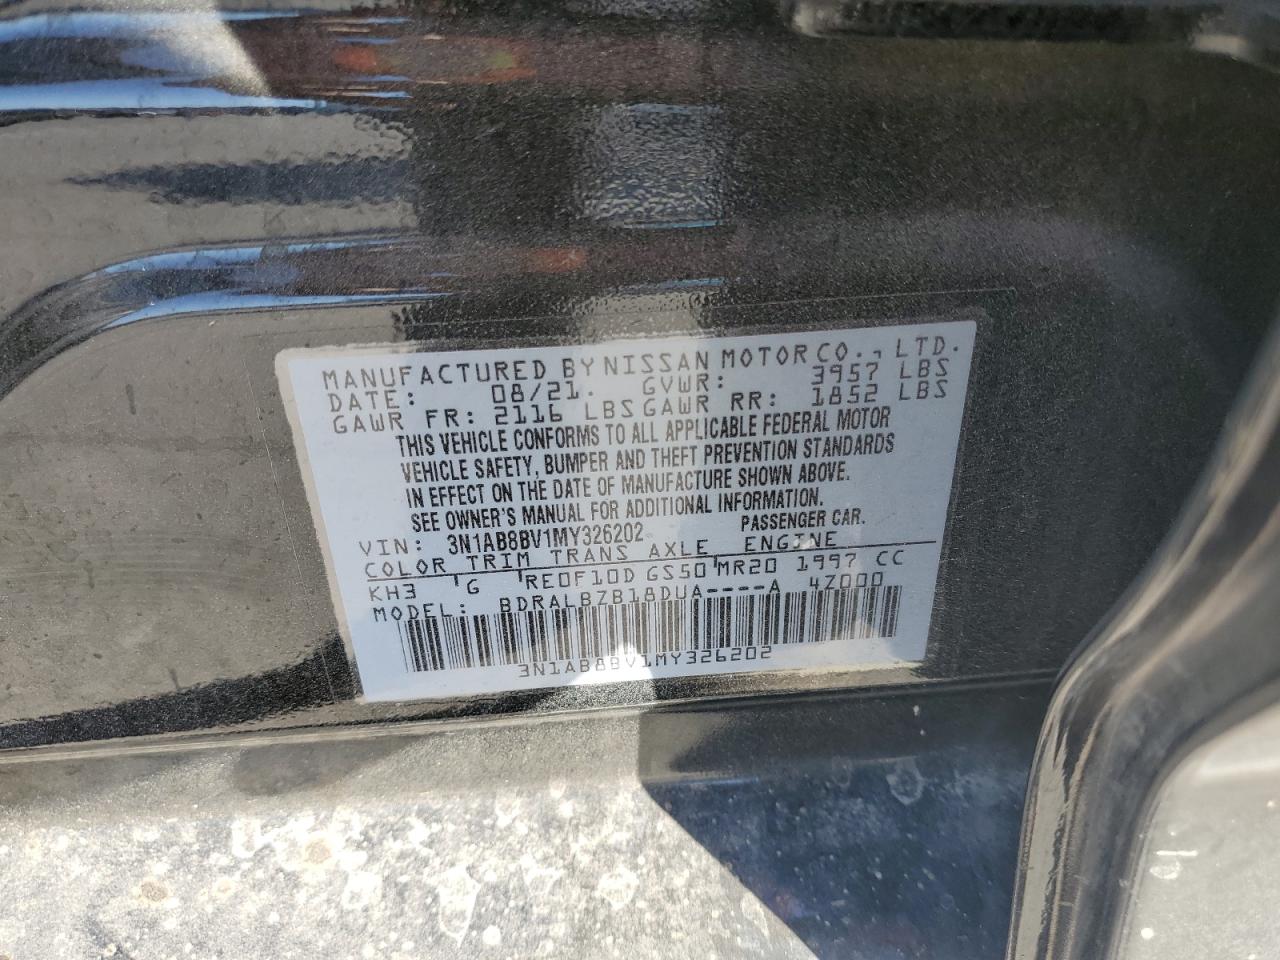 MANUFACTURED BY NISSAN MOTOR CO., LTD.
DATE: 08/21. GVWR: 3957 LBS
GAWR FR: 2116 LBS GAWR RR: 1852 LBS
THIS VEHICLE CONFORMS TO ALL APPLICABLE FEDERAL MOTOR
VEHICLE SAFETY, BUMPER AND THEFT PREVENTION STANDARDS
IN EFFECT ON THE DATE OF MANUFACTURE SHOWN ABOVE.
SEE OWNER'S MANUAL FOR ADDITIONAL INFORMATION.
VIN: 3N1AB8BV1MY326202 PASSENGER CAR.
COLOR TRIM TRANS AXLE ENGINE
KH3 G RE0F10D GS50 MR20 1997 CC
MODEL: BDRALBZB18DUA----A 4Z000
3N1AB8BV1MY326202